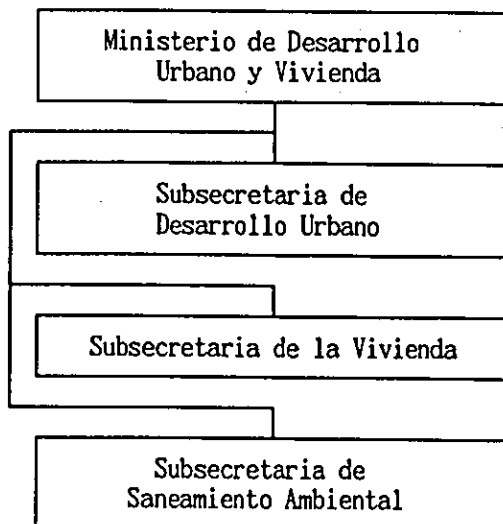 Ministerio de Desarrollo
Urbano y Vivienda
Subsecretaria de
Desarrollo Urbano
Subsecretaria de la Vivienda
Subsecretaria de
Saneamiento Ambiental